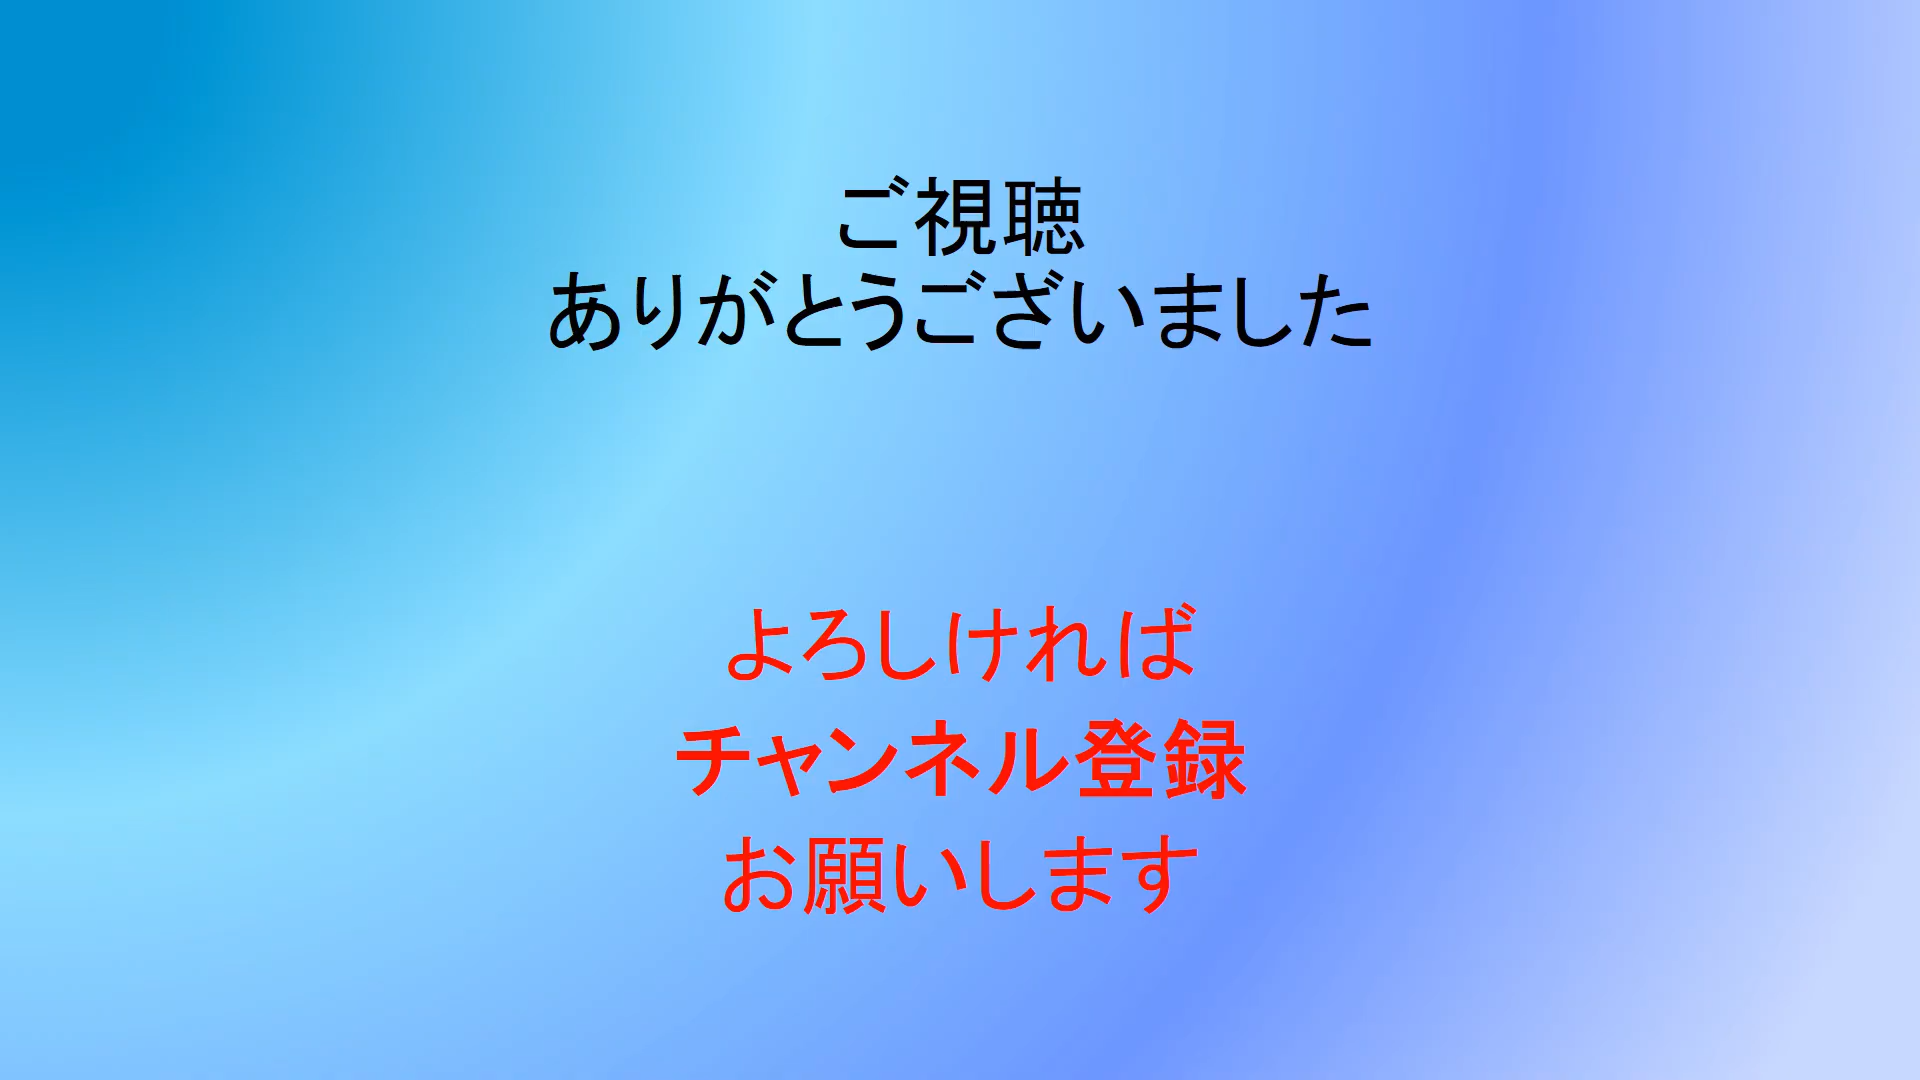 ご視聴
ありがとうございました
よろしければ
チャンネル登録
お願いします